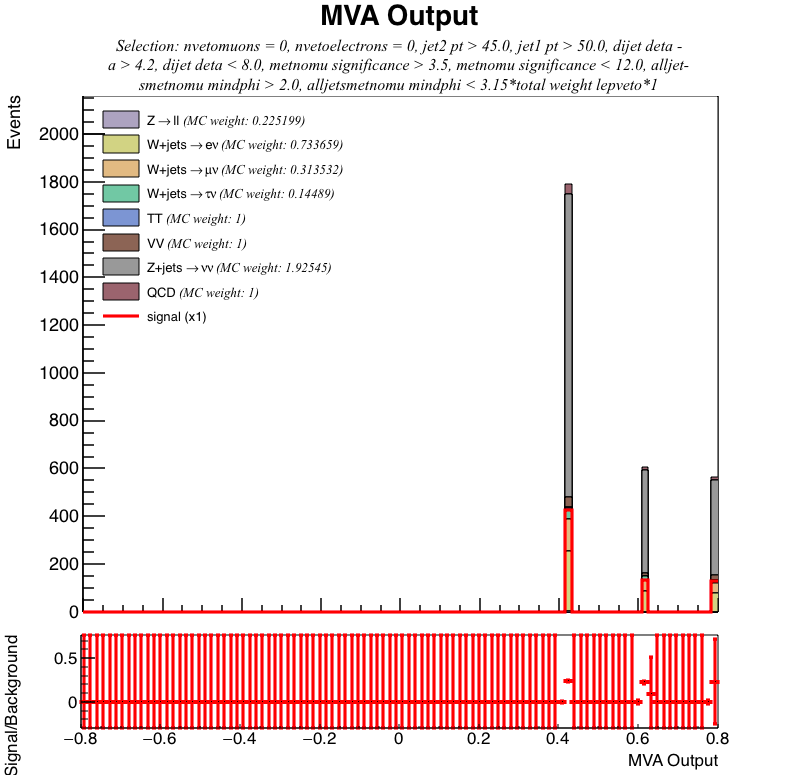 MVA Output
Selection: nvetomuons = 0, nvetoelectrons = 0, jet2 pt > 45.0, jet1 pt > 50.0, dijet deta -
a > 4.2, dijet deta < 8.0, metnomu significance > 3.5, metnomu significance < 12.0, alljet-
smetnomu mindphi > 2.0, alljetsmetnomu mindphi < 3.15*total weight lepveto*1
Events
2000
1800
1600
1400
1200
1000
800
600
400
200
0
Z→ll (MC weight: 0.225199)
W+jets→eν (MC weight: 0.733659)
W+jets→μν (MC weight: 0.313532)
W+jets→τν (MC weight: 0.14489)
TT (MC weight: 1)
VV (MC weight: 1)
Z+jets→νν (MC weight: 1.92545)
QCD (MC weight: 1)
signal (x1)
Signal/Background
0.5
0
−0.8 −0.6 −0.4 −0.2 0 0.2 0.4 0.6 0.8
MVA Output